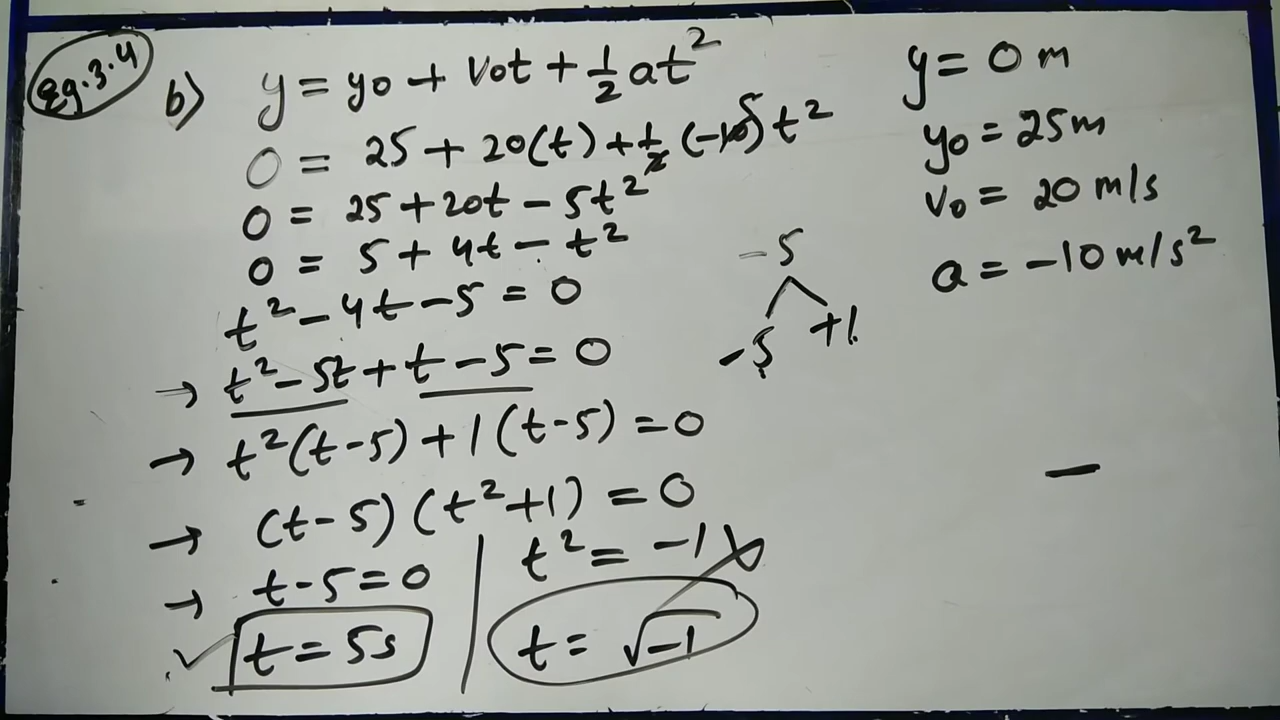 Eg.3.4
b) y = y0 + v0t + 1/2 at²
0 = 25 + 20(t) + 1/2 (-10) t²
5
0 = 25 + 20t - 5t²
0 = 5 + 4t - t²
t² - 4t - 5 = 0
→ t² - 5t + t - 5 = 0
→ t²(t-5) + 1(t-5) = 0
→ (t-5) (t²+1) = 0
→ t-5 = 0
t = 5s
t² = -1
t = √-1
-5
-5 +1
y = 0 m
y0 = 25m
v0 = 20 m/s
a = -10 m/s²